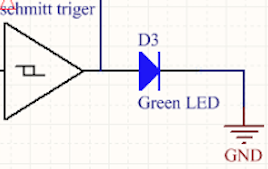 schmitt triger
D3
Green LED
GND